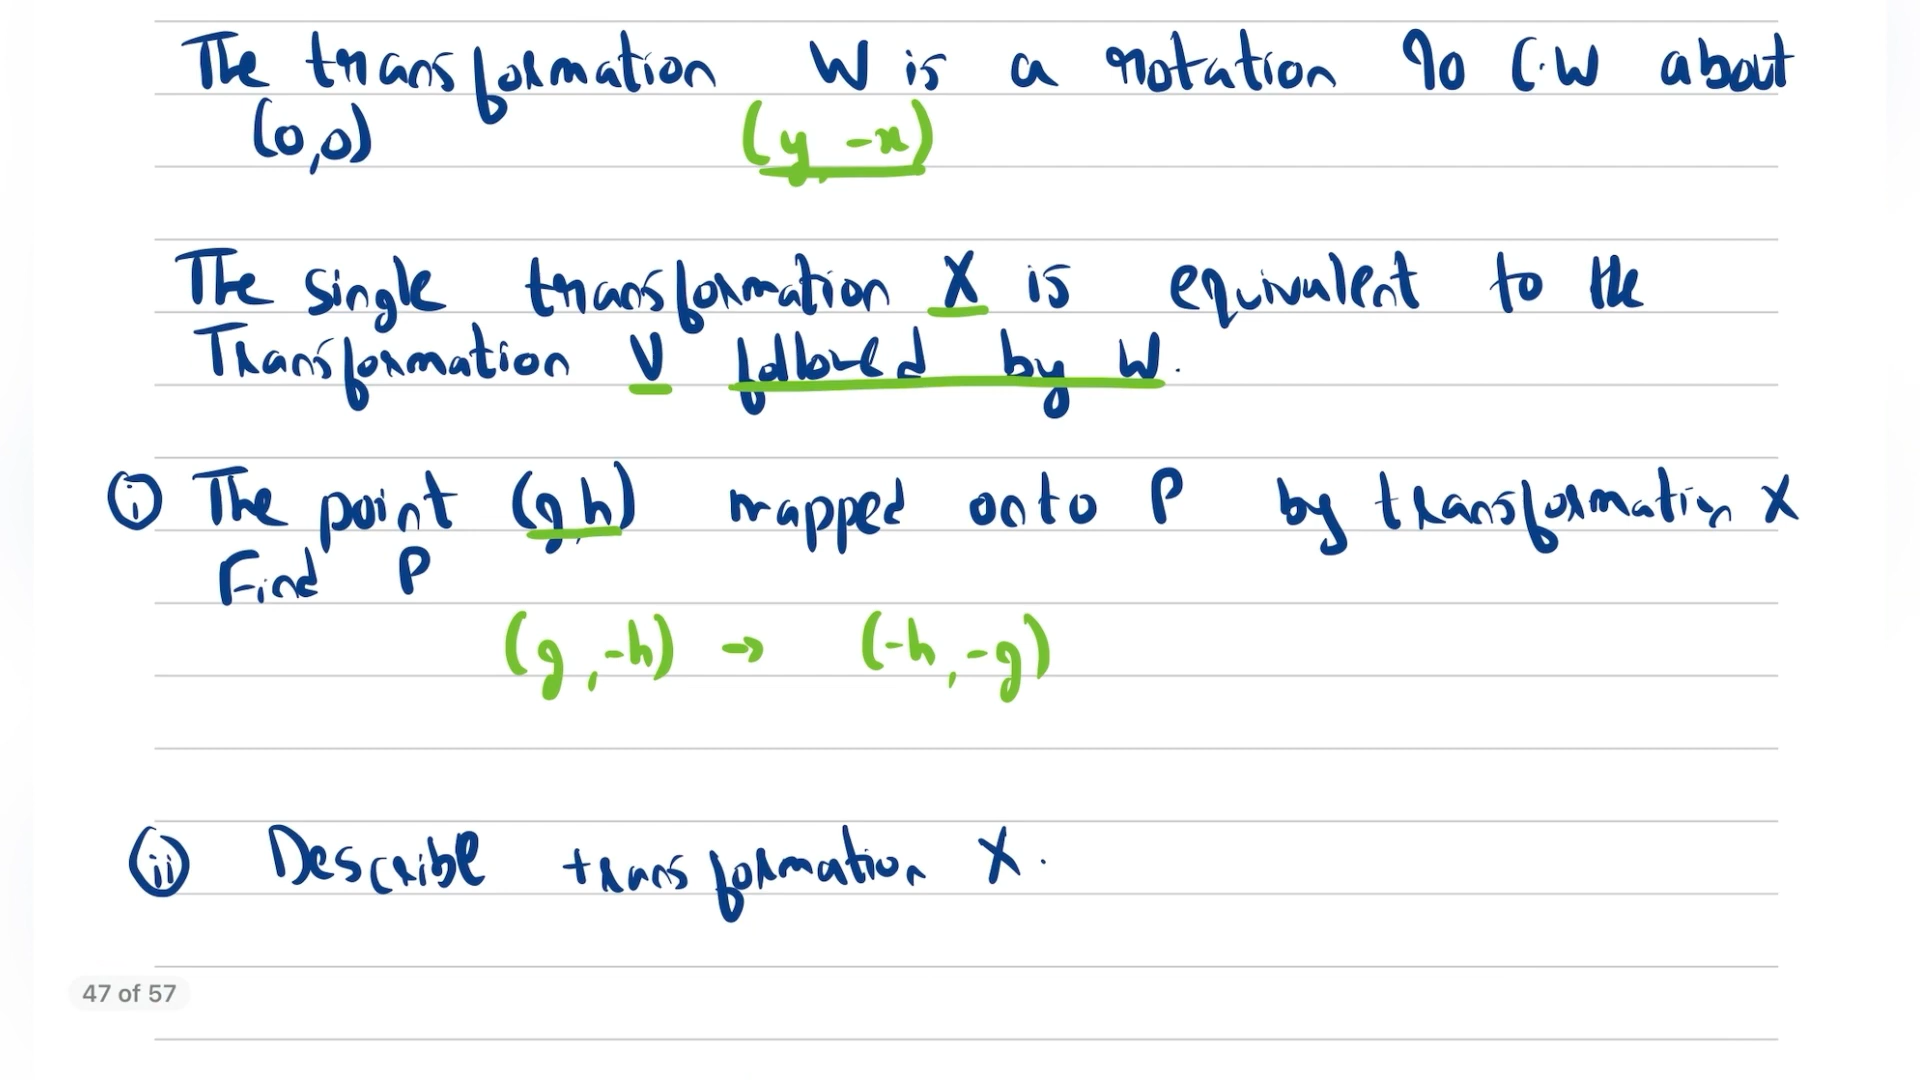 The transformation W is a rotation 90 C.W about
(0,0) (y, -x)
The single transformation X is equivalent to the
Transformation V followed by W.
(i) The point (g,h) mapped onto P by transformation X
Find P
(g,-h) → (-h,-g)
(ii) Describe transformation X.
47 of 57